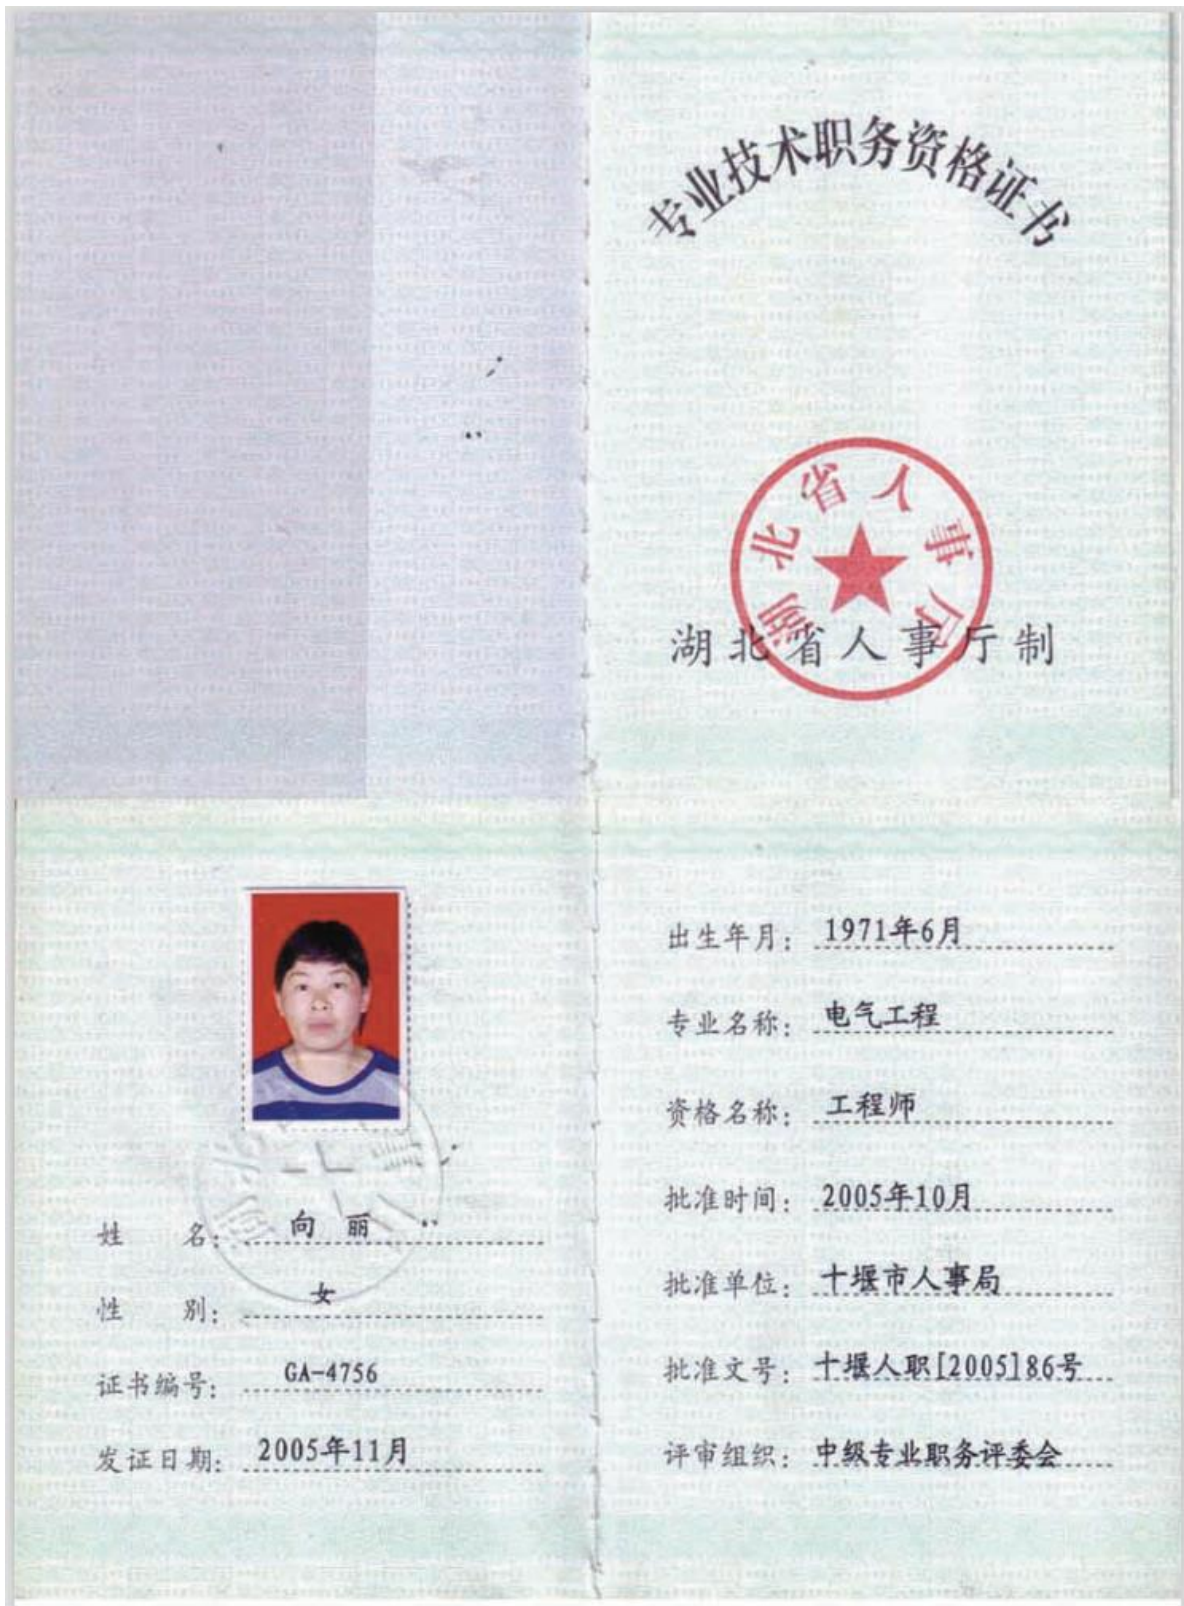 专业技术职务资格证书
湖北省人事厅
湖北省人事厅制
姓 名: 向 丽
性 别: 女
证书编号: GA-4756
发证日期: 2005年11月
出生年月: 1971年6月
专业名称: 电气工程
资格名称: 工程师
批准时间: 2005年10月
批准单位: 十堰市人事局
批准文号: 十堰人职[2005]86号
评审组织: 中级专业职务评委会